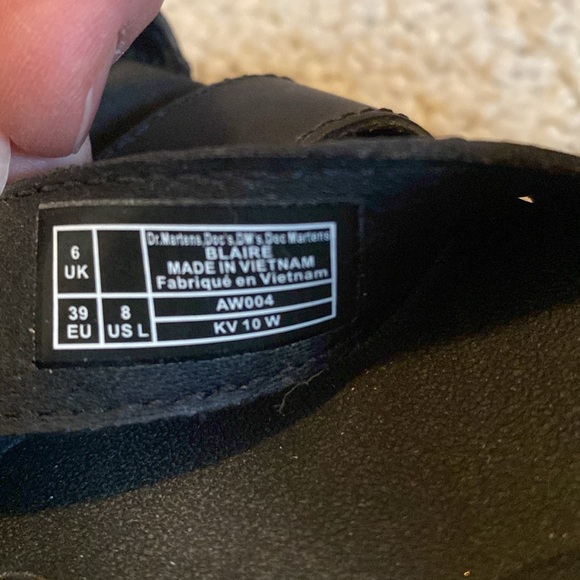 6
UK
39
EU
8
US L
Dr.Martens,Doc's,DM's,Doc Martens
BLAIRE
MADE IN VIETNAM
Fabriqué en Vietnam
AW004
KV 10 W